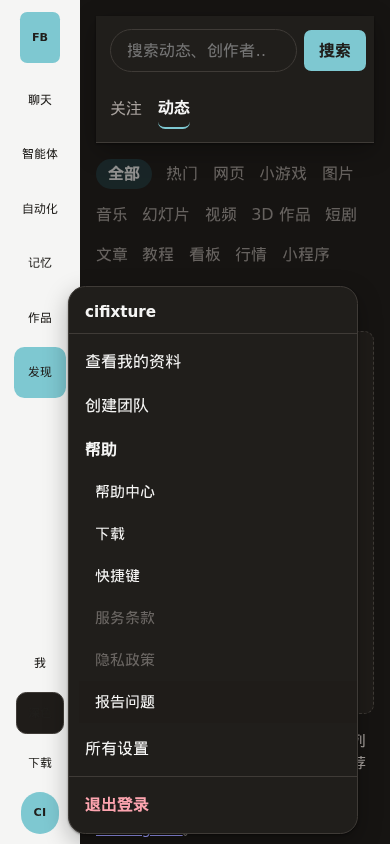 FB
聊天
智能体
自动化
记忆
作品
发现
我
下载
CI
搜索动态、创作者..
搜索
关注 动态
全部 热门 网页 小游戏 图片
音乐 幻灯片 视频 3D 作品 短剧
文章 教程 看板 行情 小程序
cifixture
查看我的资料
创建团队
帮助
帮助中心
下载
快捷键
服务条款
隐私政策
报告问题
所有设置
退出登录